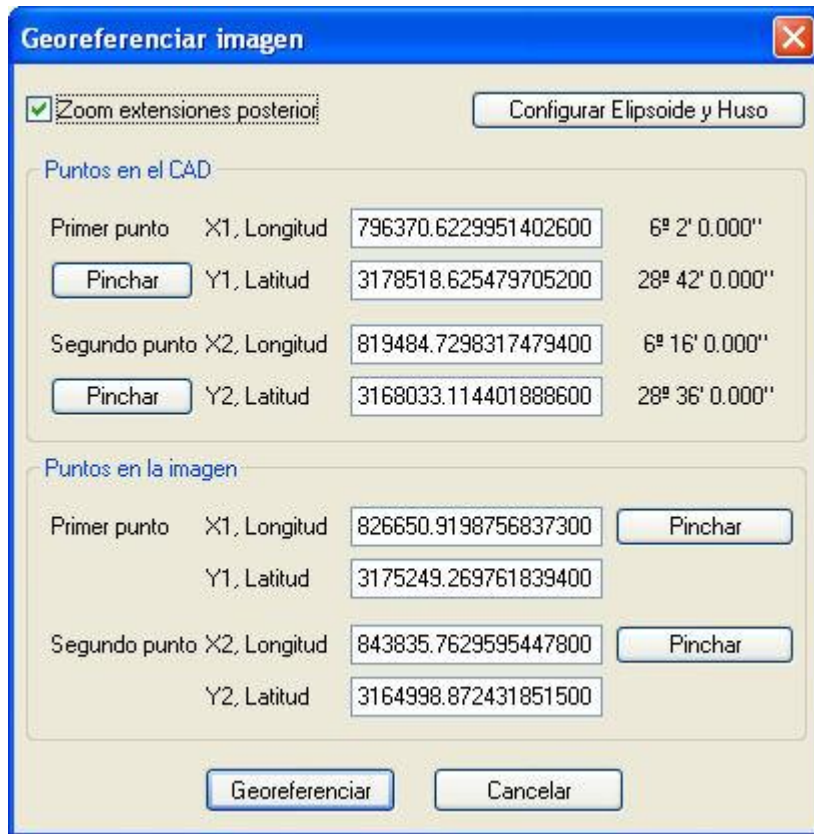 Georeferenciar imagen
Zoom extensiones posterior Configurar Elipsoide y Huso
Puntos en el CAD
Primer punto X1, Longitud 796370.6229951402600 6º 2' 0.000''
Pinchar Y1, Latitud 3178518.625479705200 28º 42' 0.000''
Segundo punto X2, Longitud 819484.7298317479400 6º 16' 0.000''
Pinchar Y2, Latitud 3168033.114401888600 28º 36' 0.000''
Puntos en la imagen
Primer punto X1, Longitud 826650.9198756837300 Pinchar
Y1, Latitud 3175249.269761839400
Segundo punto X2, Longitud 843835.7629595447800 Pinchar
Y2, Latitud 3164998.872431851500
Georeferenciar Cancelar